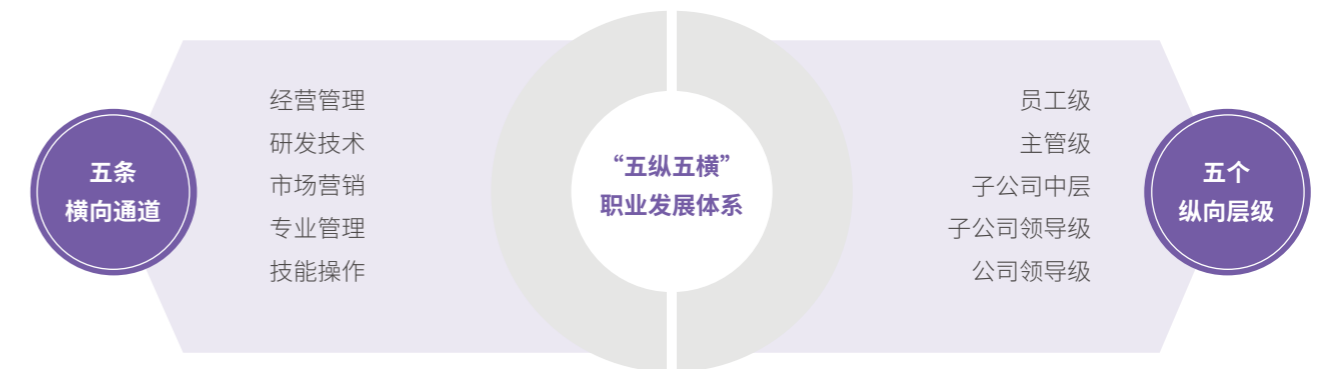 五条
横向通道
经营管理
研发技术
市场营销
专业管理
技能操作
“五纵五横”
职业发展体系
员工级
主管级
子公司中层
子公司领导级
公司领导级
五个
纵向层级